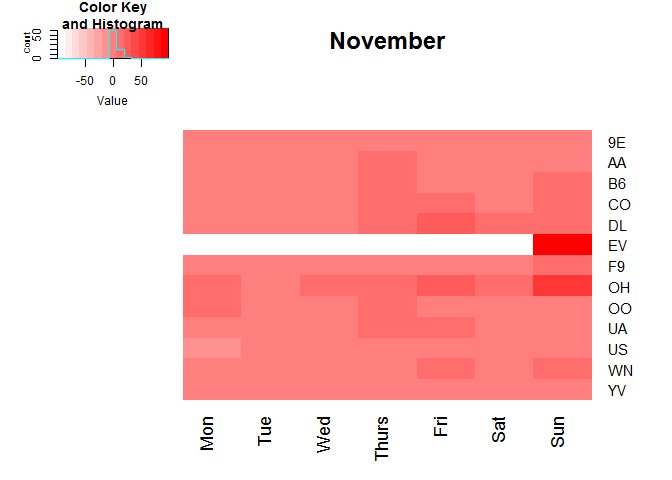 Color Key
and Histogram
Count
0
50
-50 0 50
Value
November
9E
AA
B6
CO
DL
EV
F9
OH
OO
UA
US
WN
YV
Mon Tue Wed Thurs Fri Sat Sun